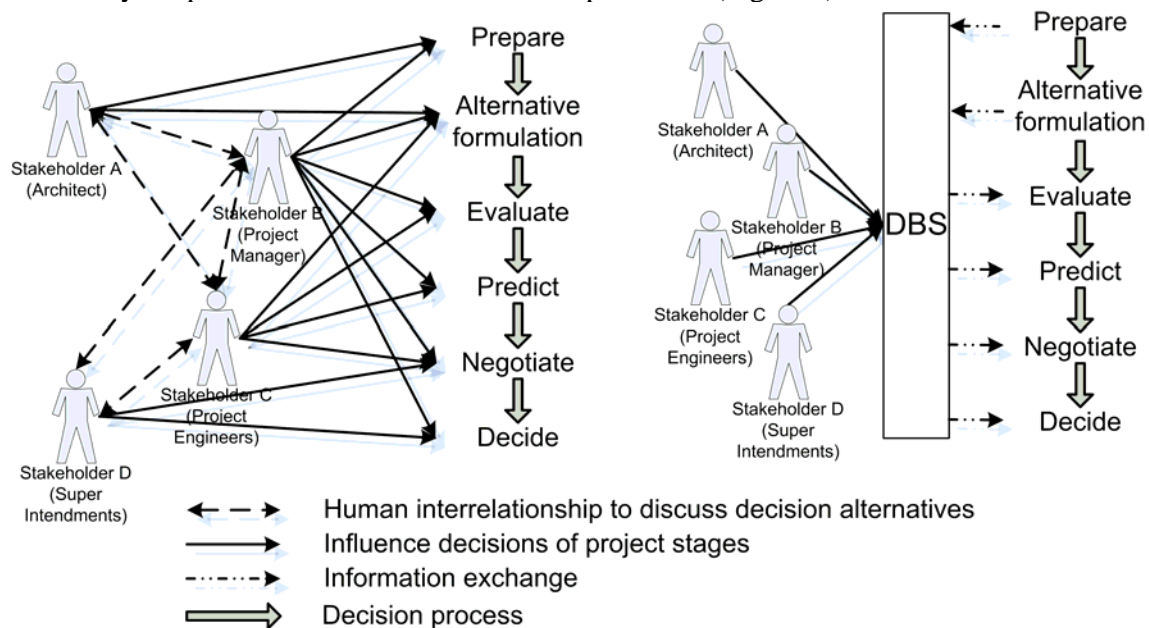 Prepare
Alternative
formulation
Evaluate
Predict
Negotiate
Decide
Stakeholder A
(Architect)
Stakeholder B
(Project
Manager)
Stakeholder C
(Project
Engineers)
Stakeholder D
(Super
Intendments)
Stakeholder A
(Architect)
Stakeholder B
(Project
Manager)
Stakeholder C
(Project
Engineers)
Stakeholder D
(Super
Intendments)
DBS
Prepare
Alternative
formulation
Evaluate
Predict
Negotiate
Decide
Human interrelationship to discuss decision alternatives
Influence decisions of project stages
Information exchange
Decision process